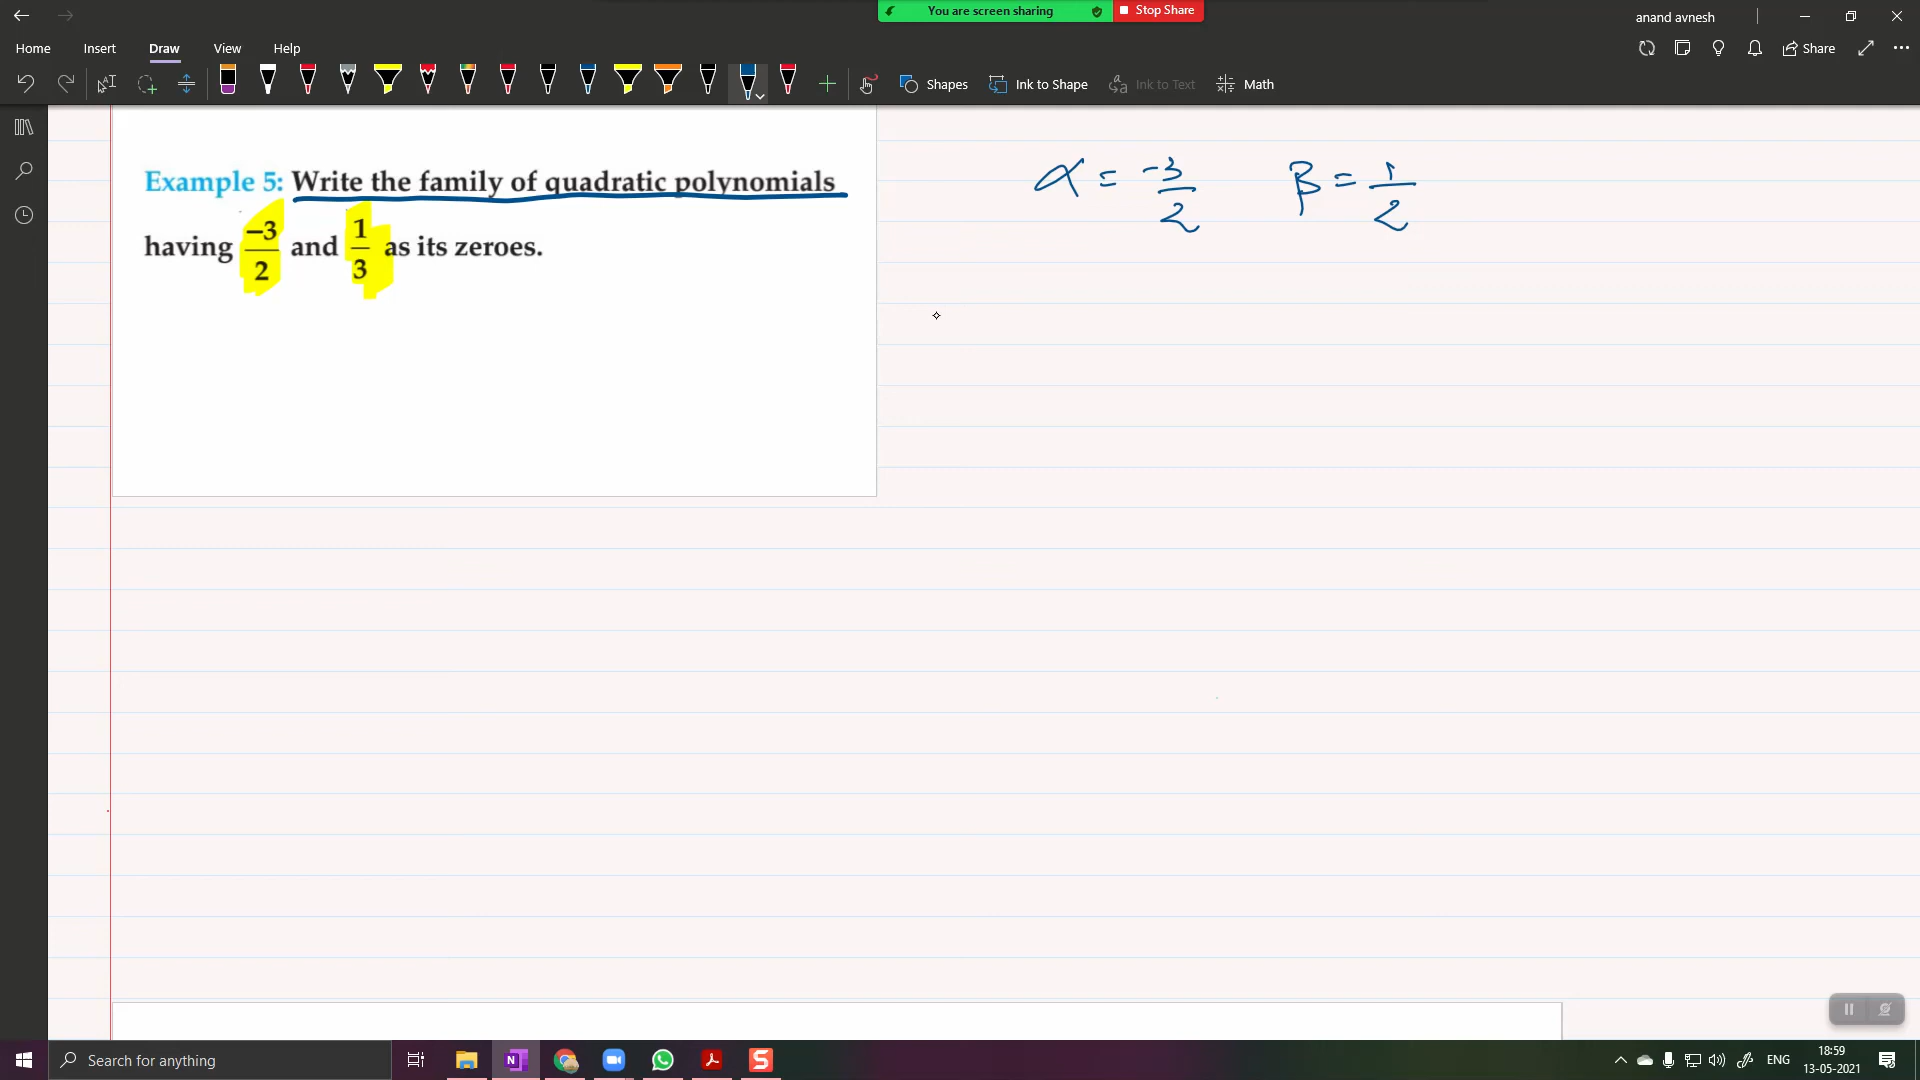 You are screen sharing Stop Share
anand avnesh
Home Insert Draw View Help
Share
Shapes Ink to Shape Ink to Text Math
Example 5: Write the family of quadratic polynomials
having −3/2 and 1/3 as its zeroes.
α = -3/2 β = 1/2
Search for anything
ENG
18:59
13-05-2021